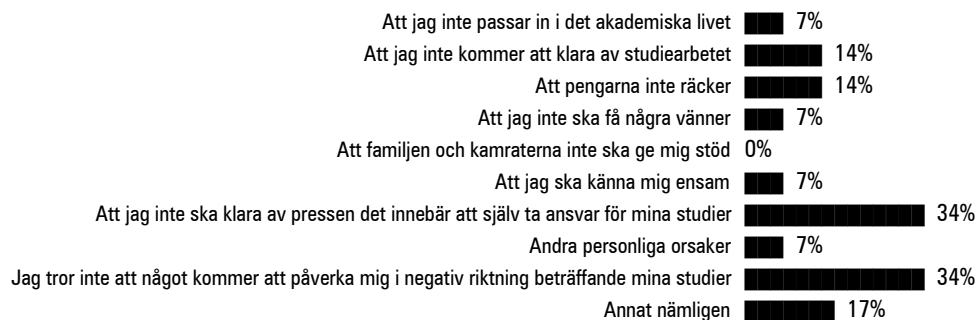 Att jag inte passar in i det akademiska livet 7%
Att jag inte kommer att klara av studiearbetet 14%
Att pengarna inte räcker 14%
Att jag inte ska få några vänner 7%
Att familjen och kamraterna inte ska ge mig stöd 0%
Att jag ska känna mig ensam 7%
Att jag inte ska klara av pressen det innebär att själv ta ansvar för mina studier 34%
Andra personliga orsaker 7%
Jag tror inte att något kommer att påverka mig i negativ riktning beträffande mina studier 34%
Annat nämligen 17%